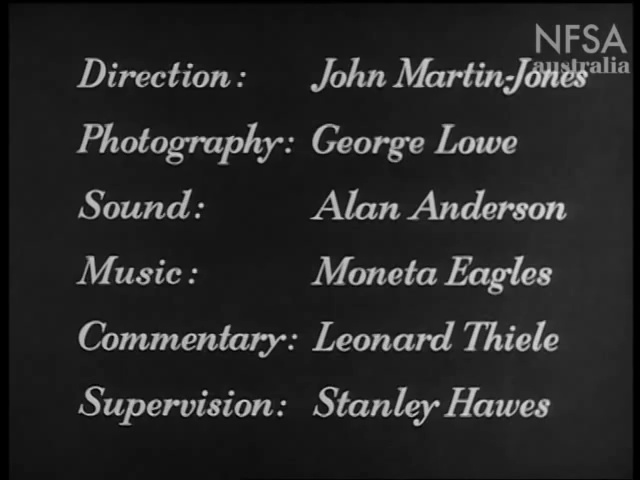 NFSA
australia
Direction: John Martin-Jones
Photography: George Lowe
Sound: Alan Anderson
Music: Moneta Eagles
Commentary: Leonard Thiele
Supervision: Stanley Hawes